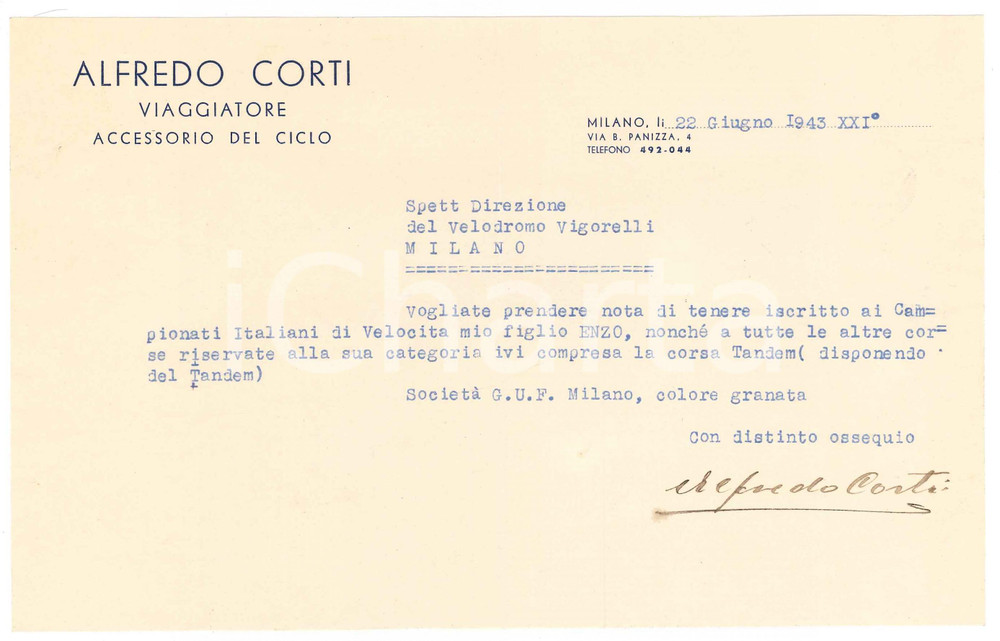 ALFREDO CORTI
VIAGGIATORE
ACCESSORIO DEL CICLO
MILANO, li 22 Giugno 1943 XXI°
VIA B. PANIZZA, 4
TELEFONO 492-044
Spett Direzione
del Velodromo Vigorelli
M I L A N O
=======================
Vogliate prendere nota di tenere iscritto ai Cam=
pionati Italiani di Velocita mio figlio ENZO, nonché a tutte le altre cor=
se riservate alla sua categoria ivi compresa la corsa Tandem( disponendo
del Tandem)
Società G.U.F. Milano, colore granata
Con distinto ossequio
Alfredo Corti
iCharta